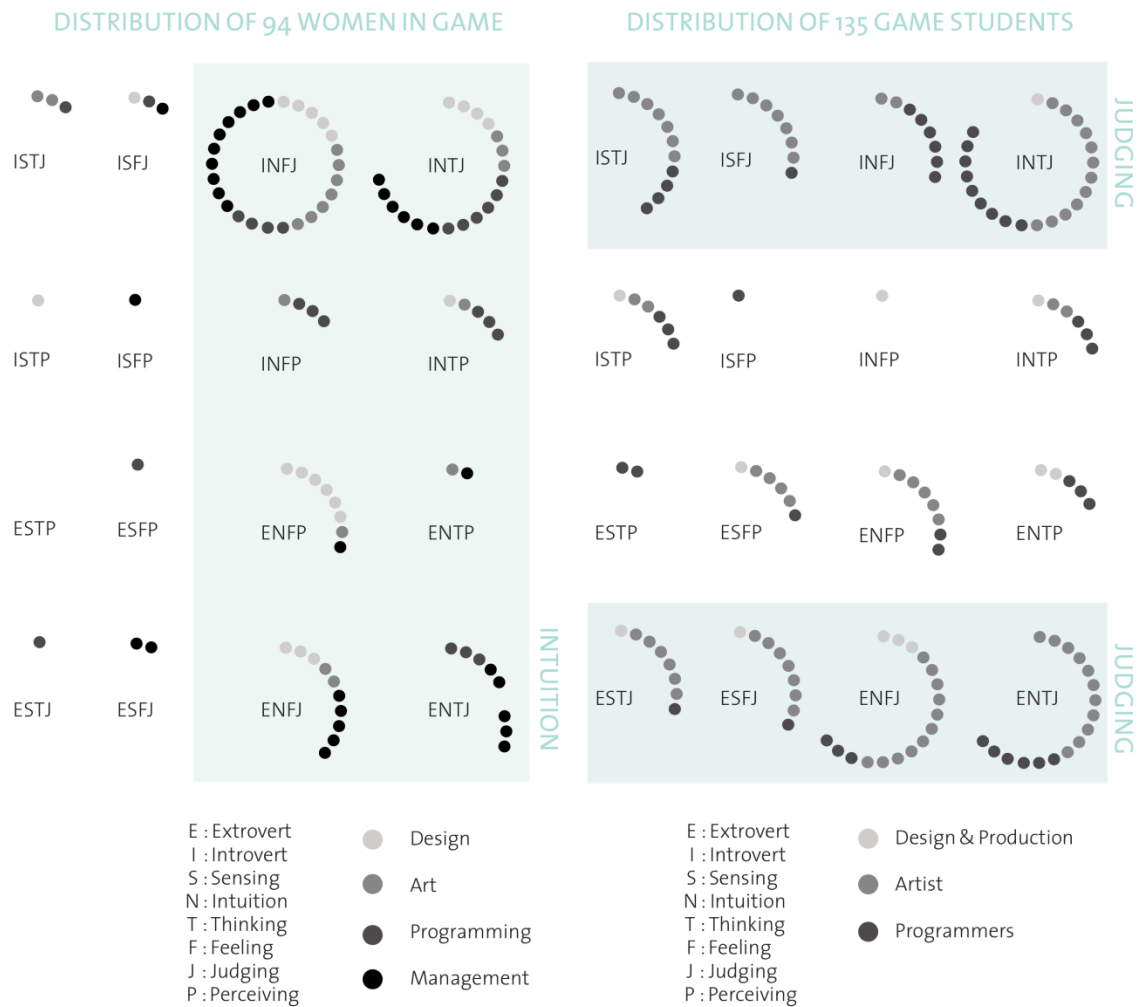 DISTRIBUTION OF 94 WOMEN IN GAME
ISTJ
ISFJ
INFJ
INTJ
ISTP
ISFP
INFP
INTP
ESTP
ESFP
ENFP
ENTP
ESTJ
ESFJ
ENFJ
ENTJ
INTUITION
E : Extrovert
I : Introvert
S : Sensing
N : Intuition
T : Thinking
F : Feeling
J : Judging
P : Perceiving
Design
Art
Programming
Management
DISTRIBUTION OF 135 GAME STUDENTS
ISTJ
ISFJ
INFJ
INTJ
JUDGING
ISTP
ISFP
INFP
INTP
ESTP
ESFP
ENFP
ENTP
ESTJ
ESFJ
ENFJ
ENTJ
JUDGING
E : Extrovert
I : Introvert
S : Sensing
N : Intuition
T : Thinking
F : Feeling
J : Judging
P : Perceiving
Design & Production
Artist
Programmers